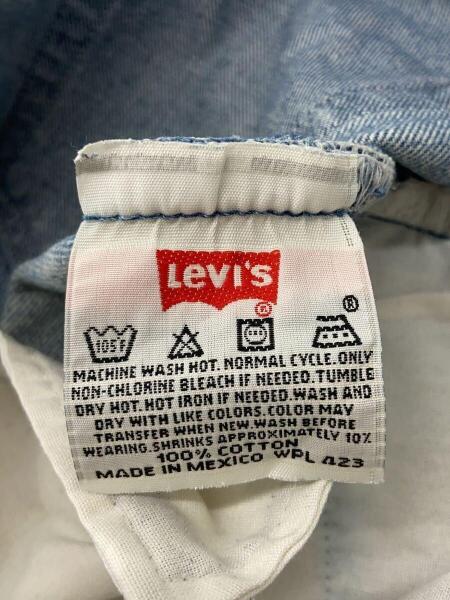 Levi's
®
®
105F
MACHINE WASH HOT. NORMAL CYCLE. ONLY
NON-CHLORINE BLEACH IF NEEDED. TUMBLE
DRY HOT. HOT IRON IF NEEDED. WASH AND
DRY WITH LIKE COLORS. COLOR MAY
TRANSFER WHEN NEW. WASH BEFORE
WEARING. SHRINKS APPROXIMATELY 10%
100% COTTON
MADE IN MEXICO WPL 423